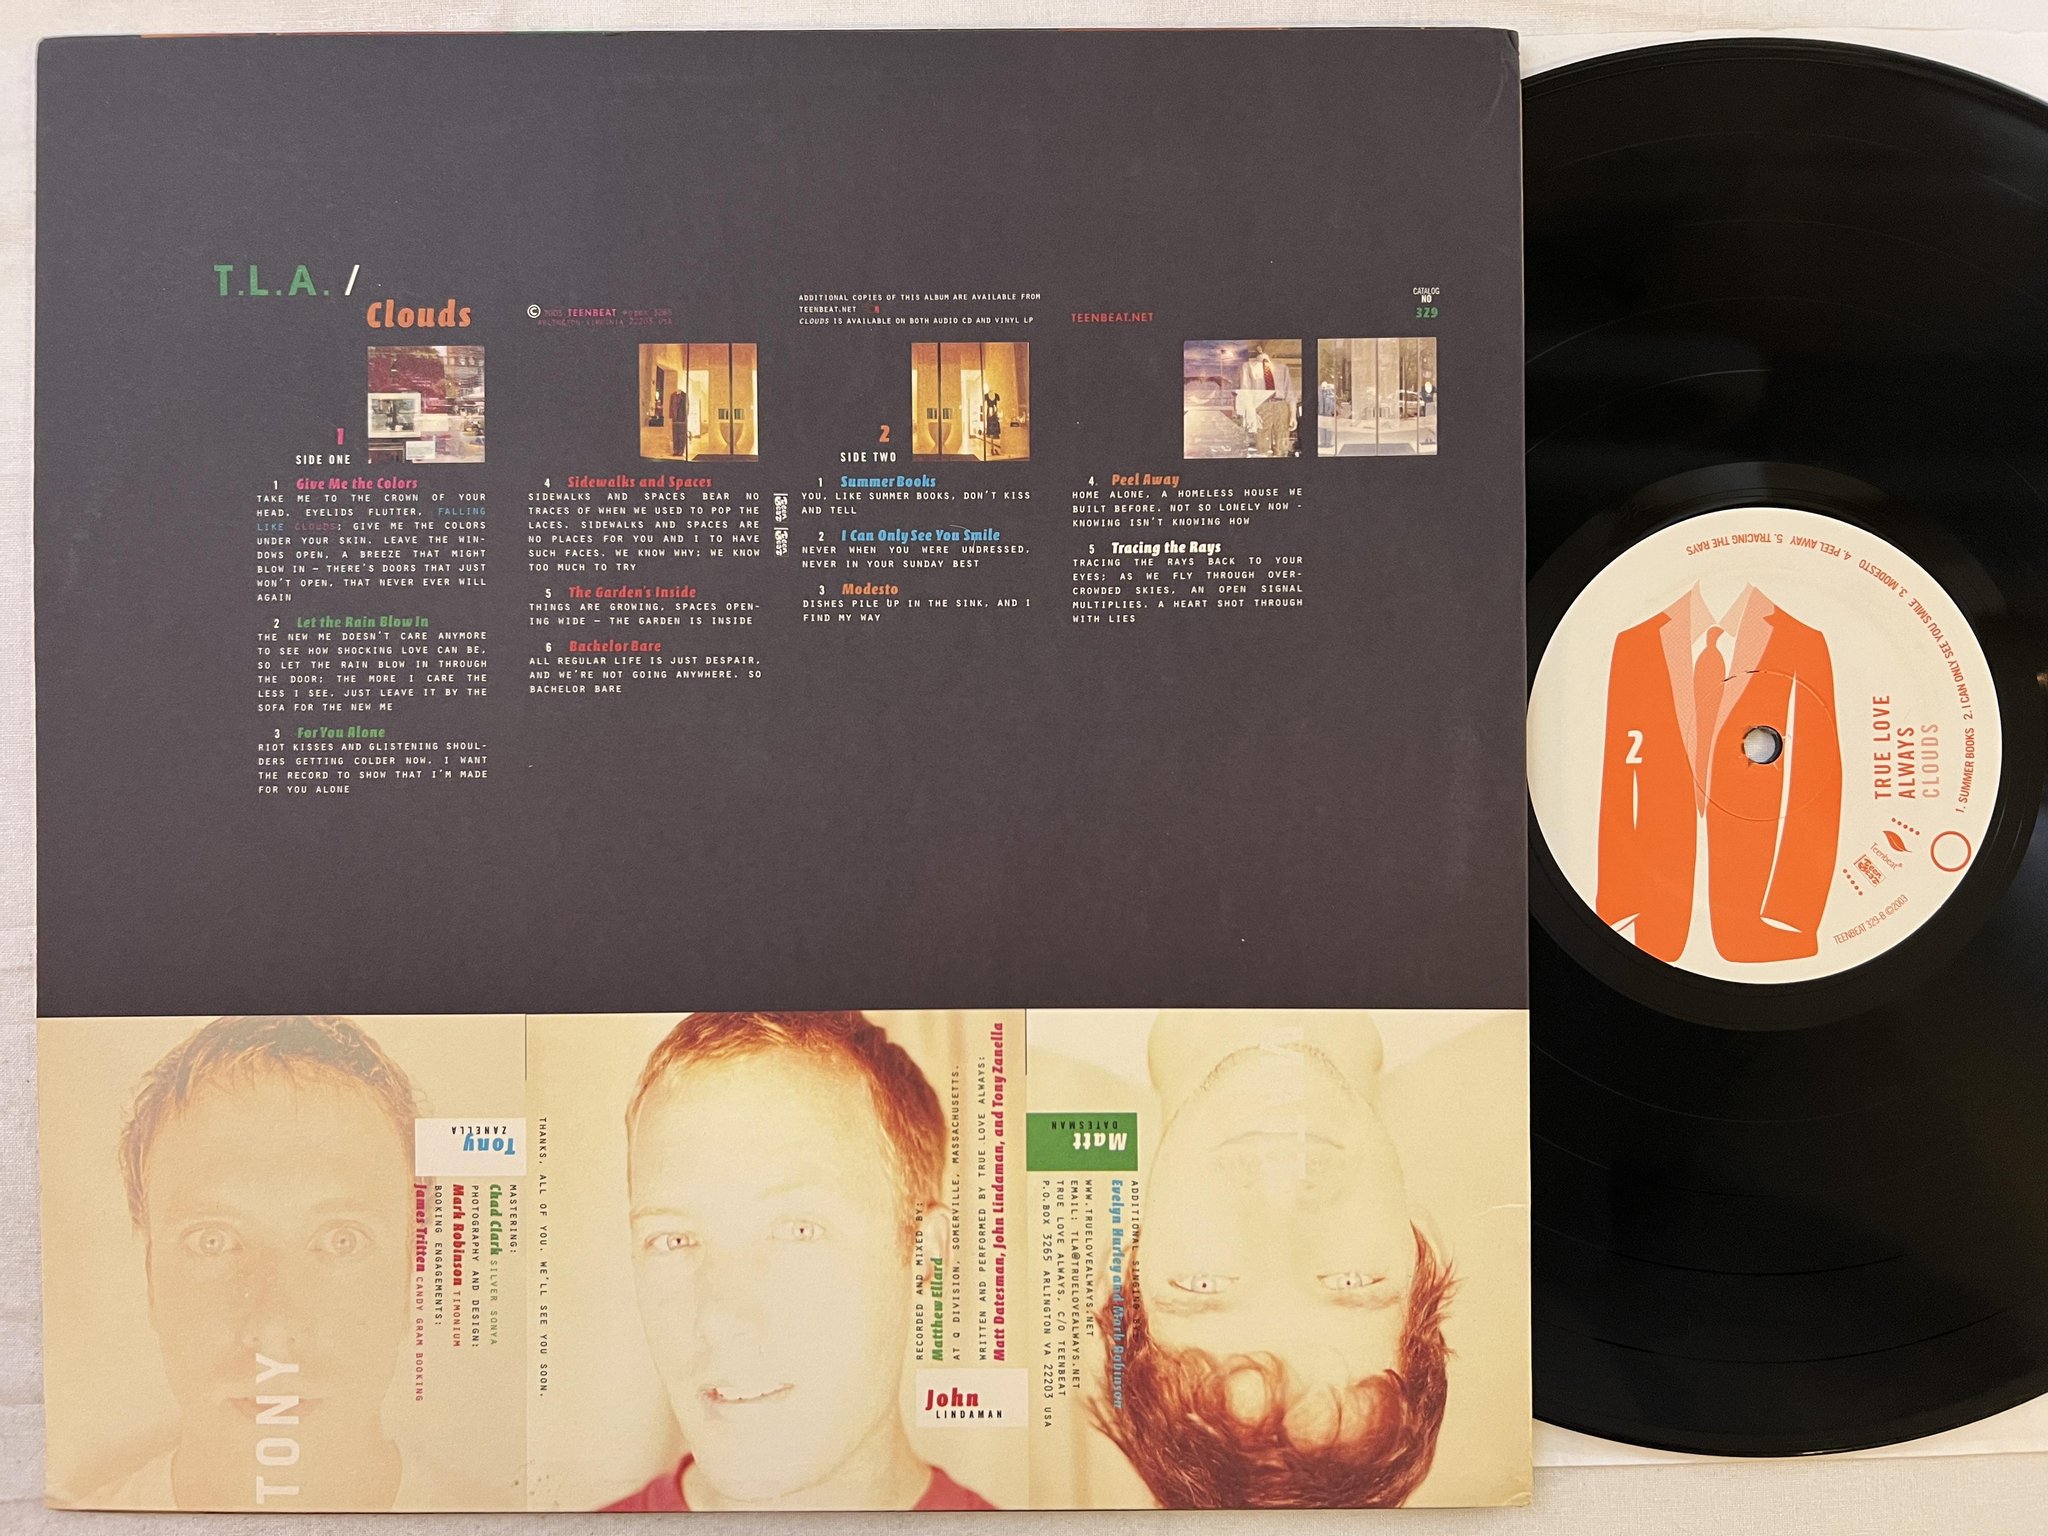 T.L.A. /
Clouds
© 2003 TEENBEAT
ARLINGTON VIRGINIA 22203 USA
ADDITIONAL COPIES OF THIS ALBUM ARE AVAILABLE FROM
TEENBEAT.NET
CLOUDS IS AVAILABLE ON BOTH AUDIO CD AND VINYL LP
TEENBEAT.NET
CATALOG
NO
329
1
SIDE ONE
1 Give Me the Colors
TAKE ME TO THE CROWN OF YOUR
HEAD. EYELIDS FLUTTER, FALLING
LIKE CLOUDS; GIVE ME THE COLORS
UNDER YOUR SKIN. LEAVE THE WIN-
DOWS OPEN, A BREEZE THAT MIGHT
BLOW IN – THERE'S DOORS THAT JUST
WON'T OPEN, THAT NEVER EVER WILL
AGAIN
2 Let the Rain Blow In
THE NEW ME DOESN'T CARE ANYMORE
TO SEE HOW SHOCKING LOVE CAN BE,
SO LET THE RAIN BLOW IN THROUGH
THE DOOR; THE MORE I CARE THE
LESS I SEE. JUST LEAVE IT BY THE
SOFA FOR THE NEW ME
3 For You Alone
RIOT KISSES AND GLISTENING SHOUL-
DERS GETTING COLDER NOW. I WANT
THE RECORD TO SHOW THAT I'M MADE
FOR YOU ALONE
4 Sidewalks and Spaces
SIDEWALKS AND SPACES BEAR NO
TRACES OF WHEN WE USED TO POP THE
LACES. SIDEWALKS AND SPACES ARE
NO PLACES FOR YOU AND I TO HAVE
SUCH FACES. WE KNOW WHY; WE KNOW
TOO MUCH TO TRY
5 The Garden's Inside
THINGS ARE GROWING, SPACES OPEN-
ING WIDE – THE GARDEN IS INSIDE
6 Bachelor Bare
ALL REGULAR LIFE IS JUST DESPAIR,
AND WE'RE NOT GOING ANYWHERE. SO
BACHELOR BARE
Teen Beat
Teen Beat
2
SIDE TWO
1 Summer Books
YOU, LIKE SUMMER BOOKS, DON'T KISS
AND TELL
2 I Can Only See You Smile
NEVER WHEN YOU WERE UNDRESSED,
NEVER IN YOUR SUNDAY BEST
3 Modesto
DISHES PILE UP IN THE SINK, AND I
FIND MY WAY
4. Peel Away
HOME ALONE, A HOMELESS HOUSE WE
BUILT BEFORE. NOT SO LONELY NOW -
KNOWING ISN'T KNOWING HOW
5 Tracing the Rays
TRACING THE RAYS BACK TO YOUR
EYES; AS WE FLY THROUGH OVER-
CROWDED SKIES, AN OPEN SIGNAL
MULTIPLIES. A HEART SHOT THROUGH
WITH LIES
TONY
Tony
ZANELLA
MASTERING:
Chad Clark SILVER SONYA
PHOTOGRAPHY AND DESIGN:
Mark Robinson TIMONIUM
BOOKING ENGAGEMENTS:
James Tritten CANDY GRAM BOOKING
THANKS, ALL OF YOU. WE'LL SEE YOU SOON.
WRITTEN AND PERFORMED BY TRUE LOVE ALWAYS:
Matt Datesman, John Lindaman, and Tony Zanella
RECORDED AND MIXED BY:
Matthew Ellard
AT Q DIVISION, SOMERVILLE, MASSACHUSETTS.
John
LINDAMAN
Matt
DATESMAN
ADDITIONAL SINGING BY:
Evelyn Hurley and Mark Robinson
WWW.TRUELOVEALWAYS.NET
EMAIL: TLA@TRUELOVEALWAYS.NET
TRUE LOVE ALWAYS, C/O TEENBEAT
P.O.BOX 3265 ARLINGTON VA 22203 USA
2
TRUE LOVE
ALWAYS
CLOUDS
1. SUMMER BOOKS 2. I CAN ONLY SEE YOU SMILE 3. MODESTO 4. PEEL AWAY 5. TRACING THE RAYS
Teenbeat®
Teen Beat
TEENBEAT 329-B ©2003